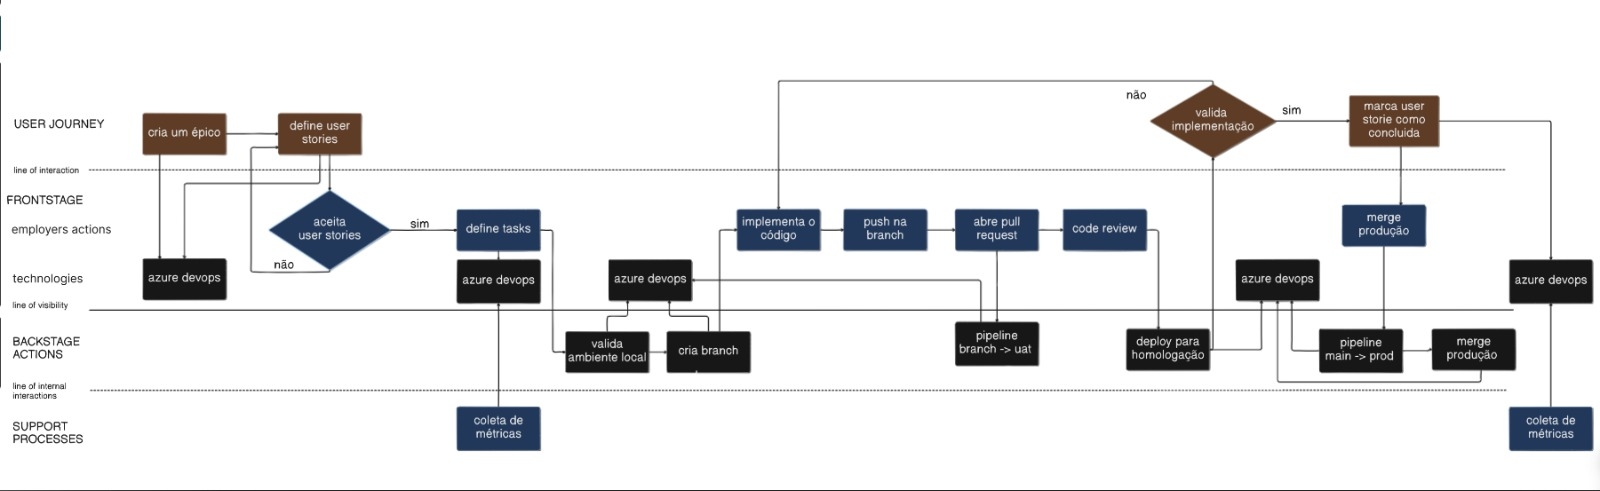 não
sim
marca user
storie como
concluida
valida
implementação
USER JOURNEY
cria um épico
define user
stories
line of interaction
FRONTSTAGE
employers actions
aceita
user stories
sim
não
define tasks
implementa o
código
push na
branch
abre pull
request
code review
merge
produção
technologies
azure devops
azure devops
azure devops
azure devops
azure devops
line of visibility
BACKSTAGE
ACTIONS
valida
ambiente local
cria branch
pipeline
branch -> uat
deploy para
homologação
pipeline
main -> prod
merge
produção
line of internal
interactions
SUPPORT
PROCESSES
coleta de
métricas
coleta de
métricas